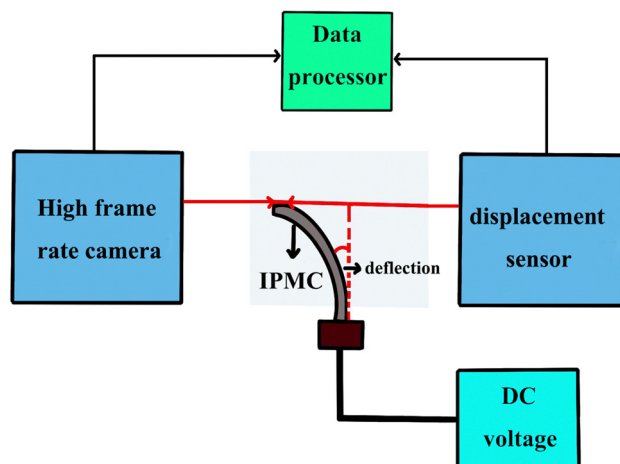 Data
processor
High frame
rate camera
displacement
sensor
deflection
IPMC
DC
voltage